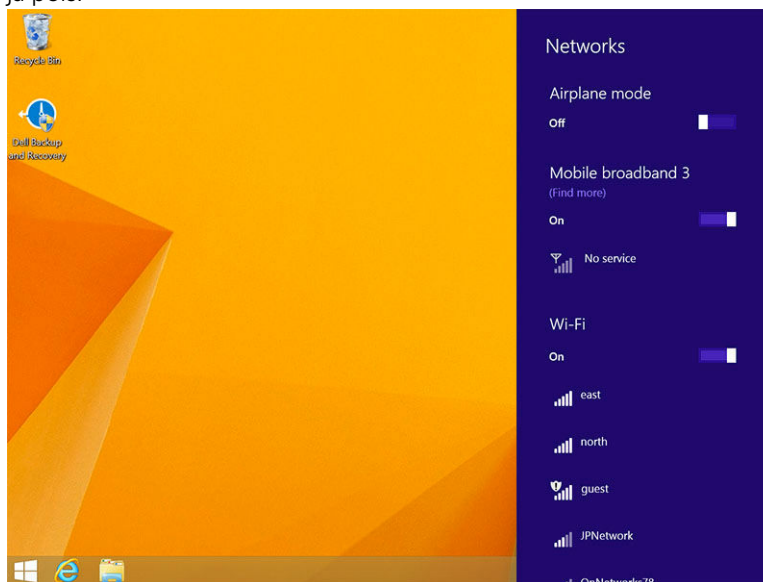 Recycle Bin
Dell Backup
and Recovery
Networks
Airplane mode
Off
Mobile broadband 3
(Find more)
On
No service
Wi-Fi
On
east
north
guest
JPNetwork